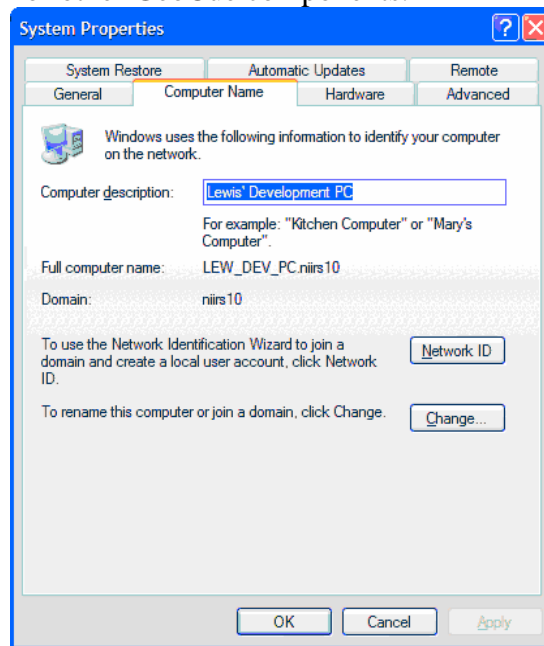 System Properties
System Restore Automatic Updates Remote
General Computer Name Hardware Advanced
Windows uses the following information to identify your computer
on the network.
Computer description: Lewis' Development PC
For example: "Kitchen Computer" or "Mary's
Computer".
Full computer name: LEW_DEV_PC.niirs10
Domain: niirs10
To use the Network Identification Wizard to join a
domain and create a local user account, click Network
ID.
Network ID
To rename this computer or join a domain, click Change.
Change...
OK Cancel Apply